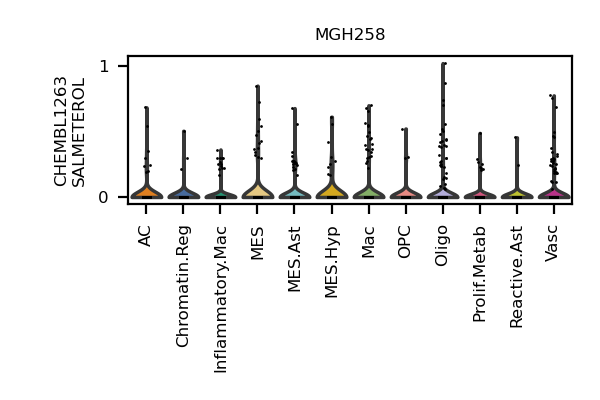 MGH258
CHEMBL1263
SALMETEROL
1
0
AC
Chromatin.Reg
Inflammatory.Mac
MES
MES.Ast
MES.Hyp
Mac
OPC
Oligo
Prolif.Metab
Reactive.Ast
Vasc